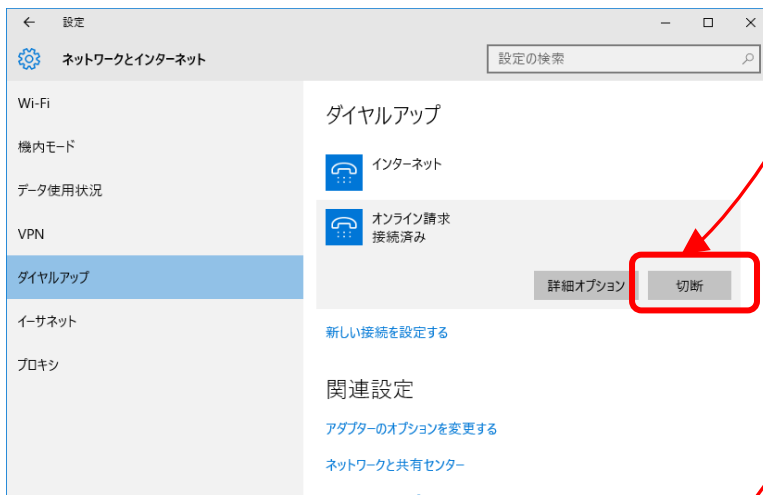 設定
ネットワークとインターネット
設定の検索
Wi-Fi
機内モード
データ使用状況
VPN
ダイヤルアップ
イーサネット
プロキシ
ダイヤルアップ
インターネット
オンライン請求
接続済み
詳細オプション
切断
新しい接続を設定する
関連設定
アダプターのオプションを変更する
ネットワークと共有センター